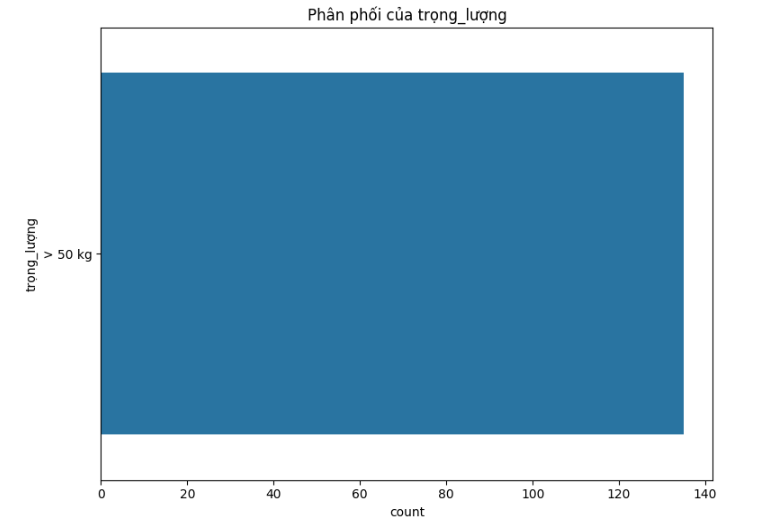 Phân phối của trọng_lượng
trọng_lượng
> 50 kg
0 20 40 60 80 100 120 140
count